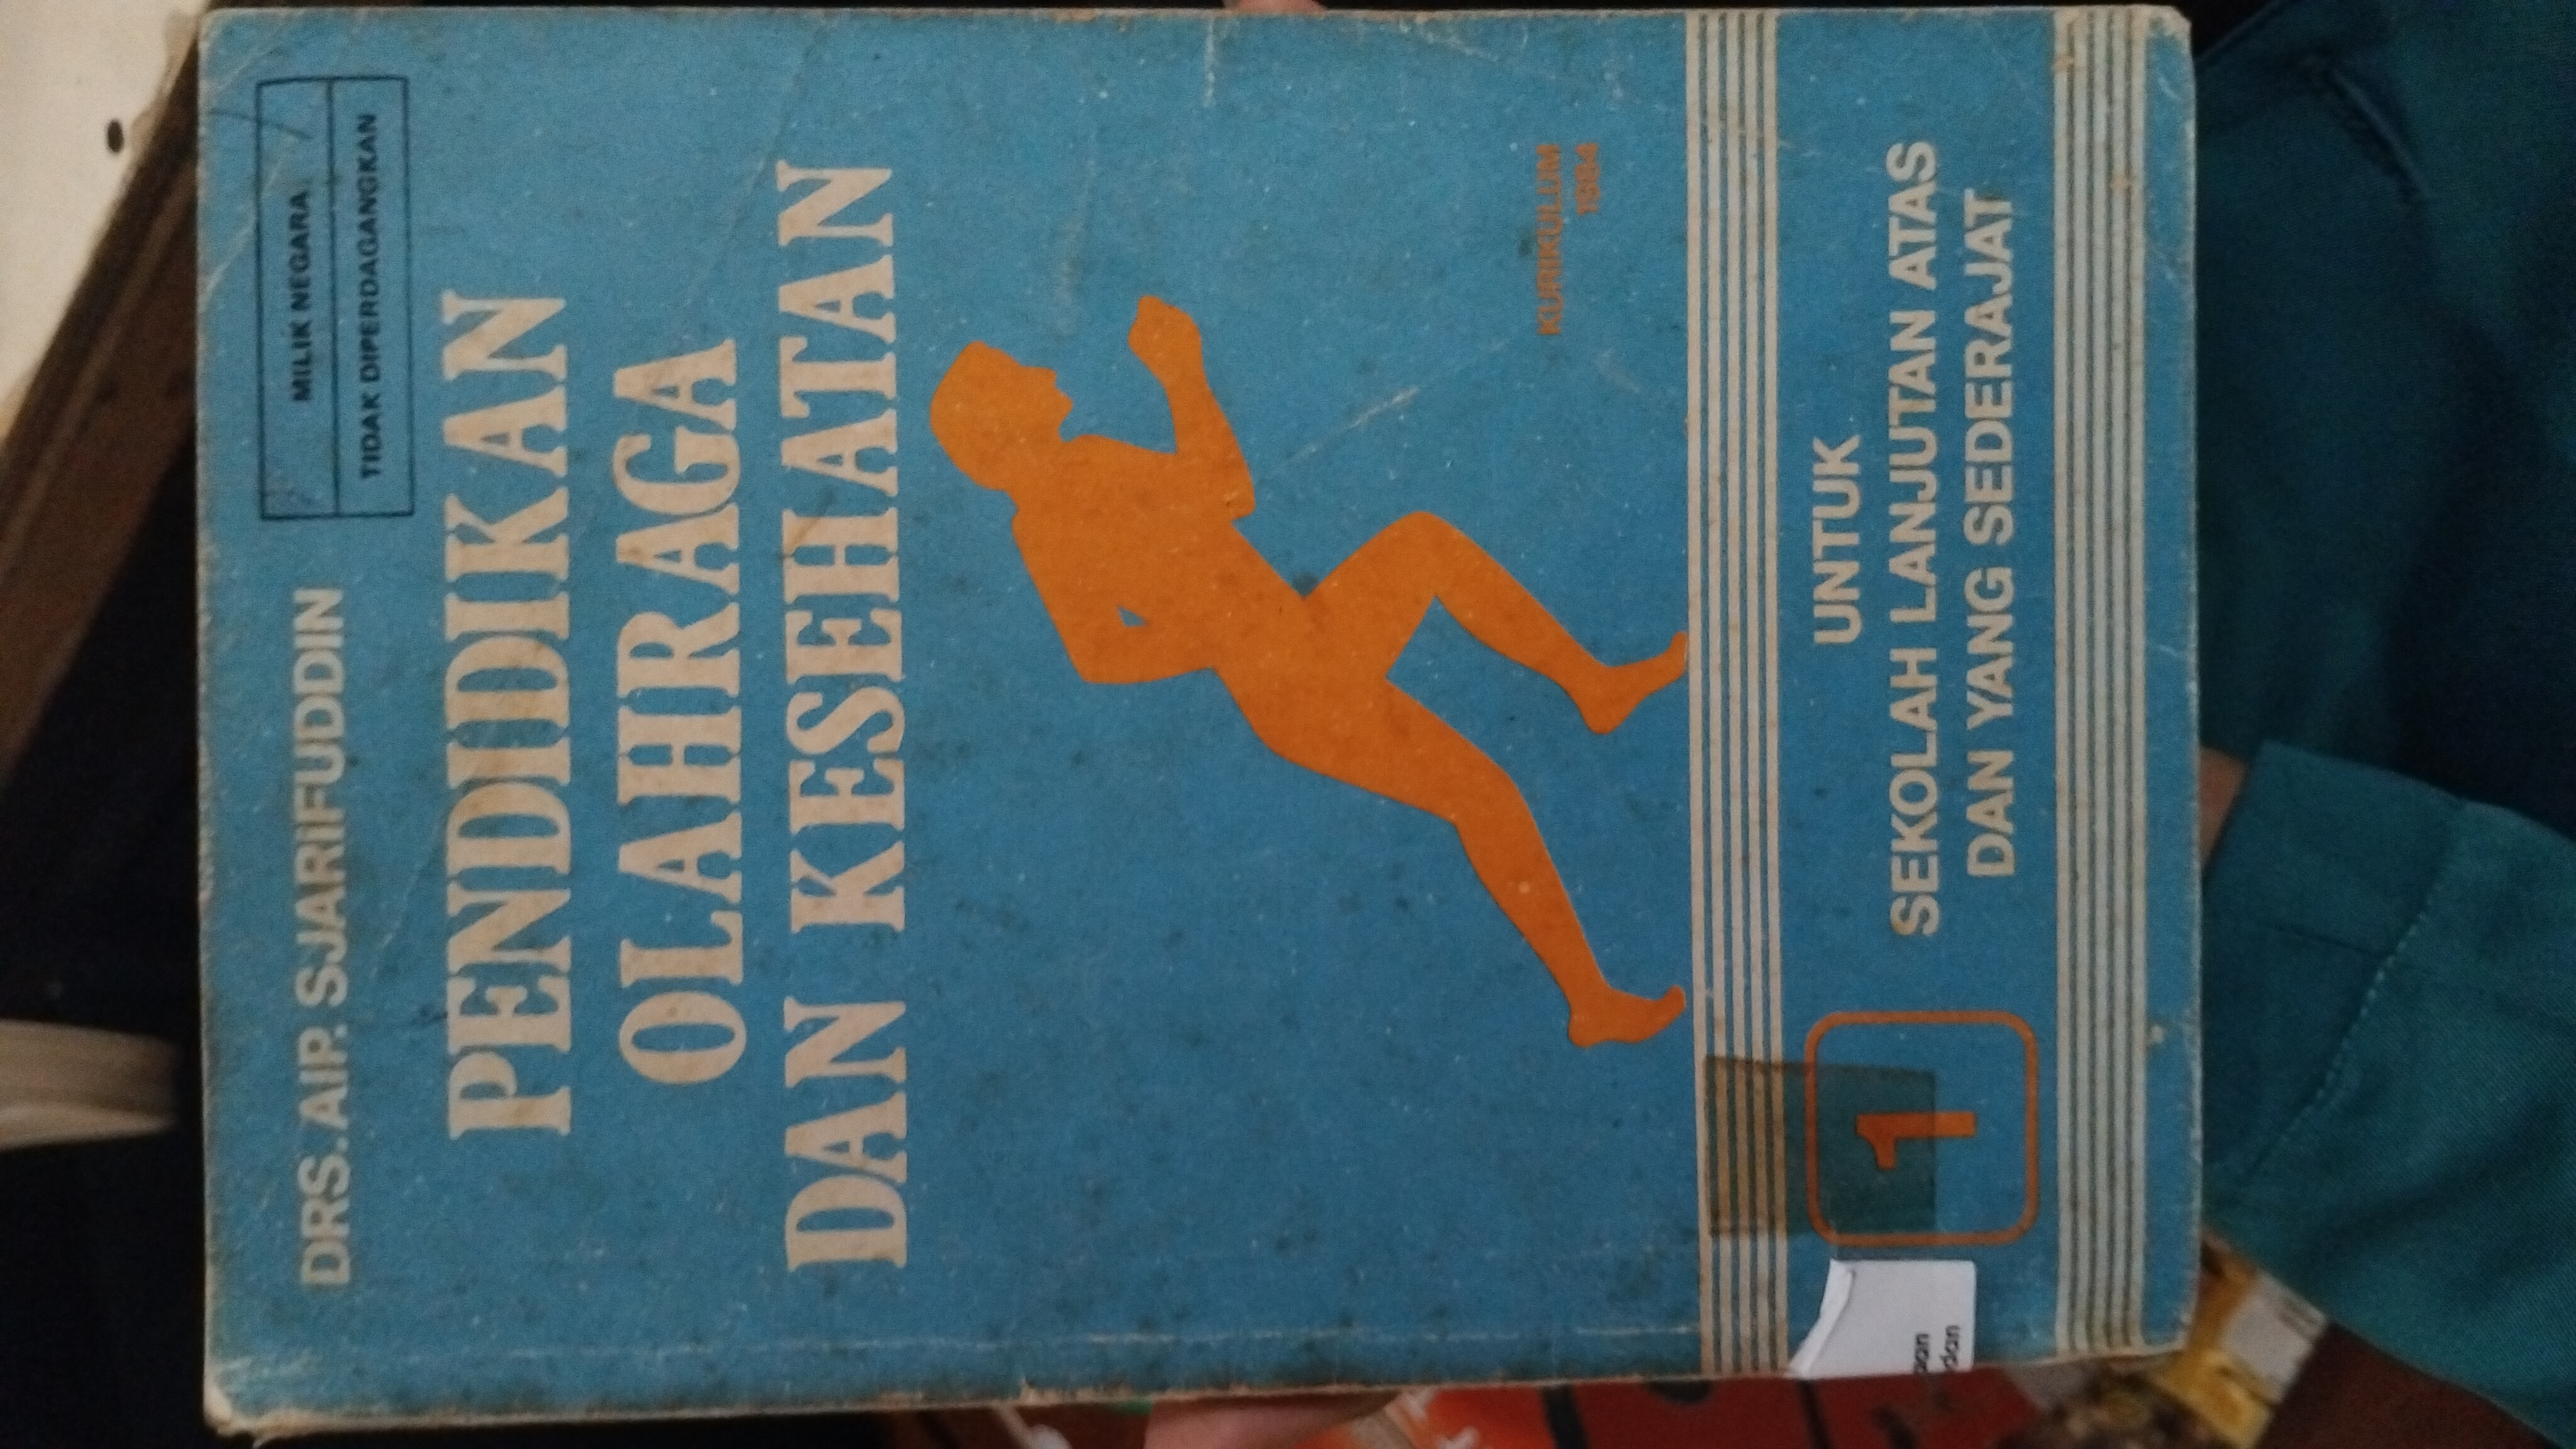 DRS. AIP. SJARIFUDDIN
MILIK NEGARA
TIDAK DIPERDAGANGKAN
PENDIDIKAN
OLAHRAGA
DAN KESEHATAN
KURIKULUM
1984
1
UNTUK
SEKOLAH LANJUTAN ATAS
DAN YANG SEDERAJAT